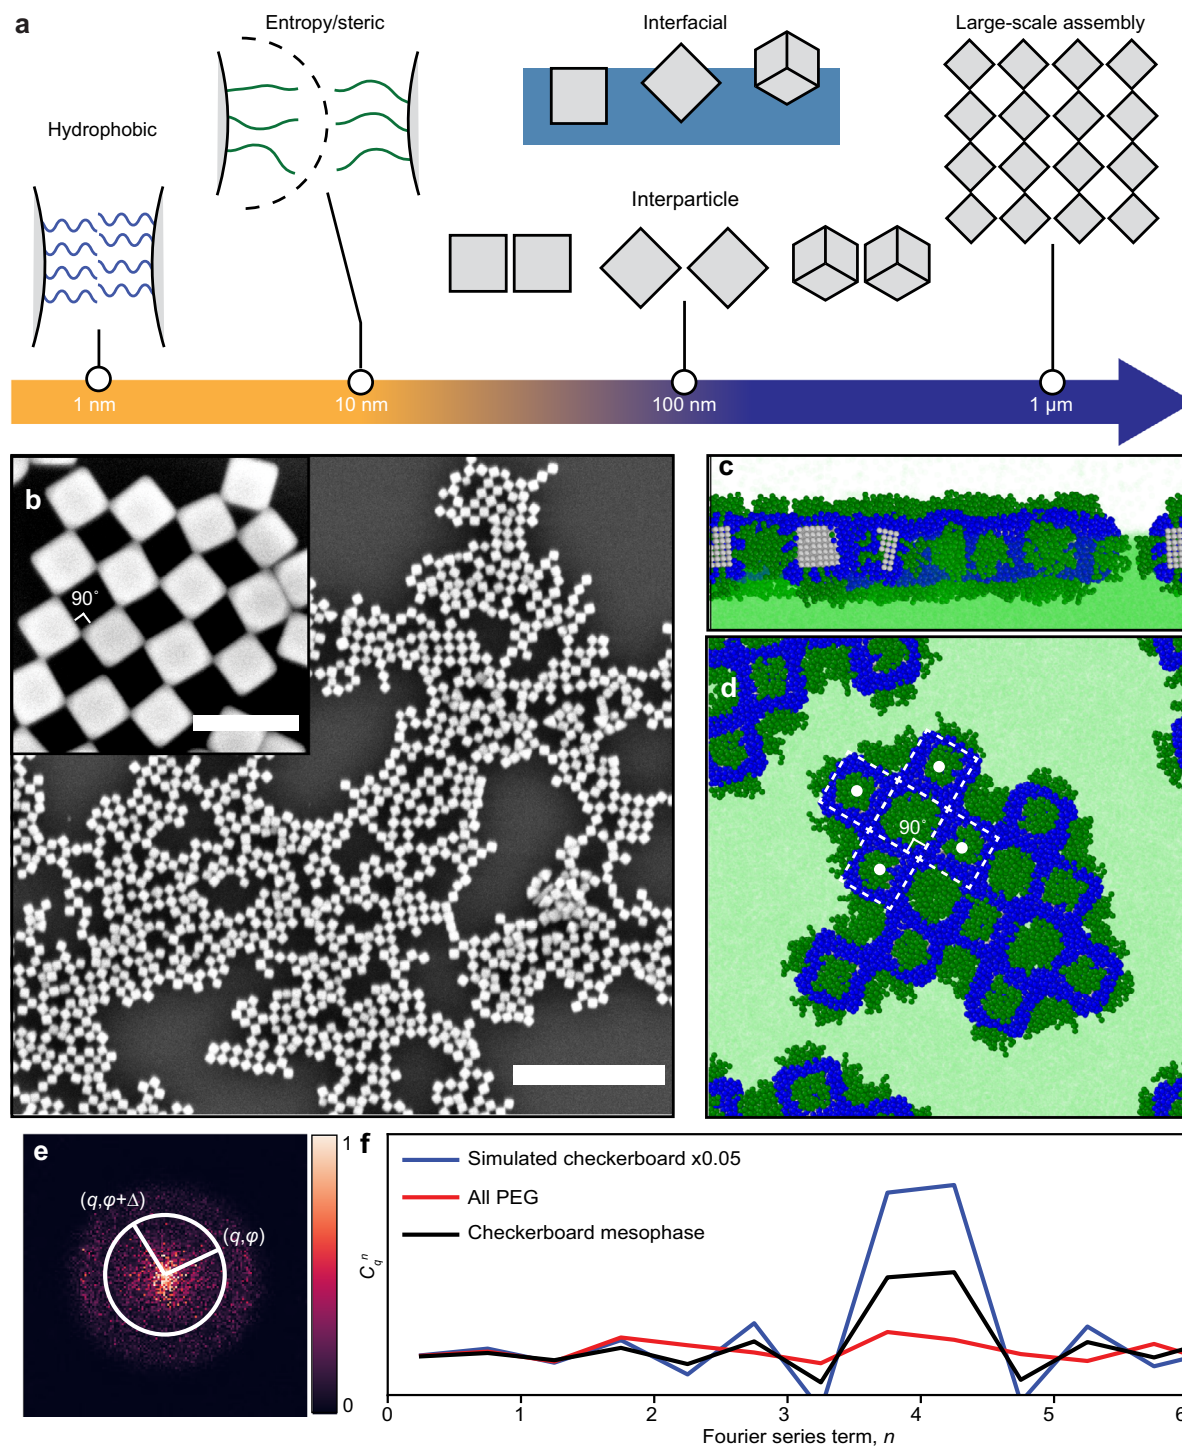 a
Entropy/steric
Interfacial
Large-scale assembly
Hydrophobic
Interparticle
1 nm
10 nm
100 nm
1 µm
b
90°
c
d
90°
e
(q,φ+Δ)
(q,φ)
1
0
f
Simulated checkerboard x0.05
All PEG
Checkerboard mesophase
C_q^n
0 1 2 3 4 5 6
Fourier series term, n